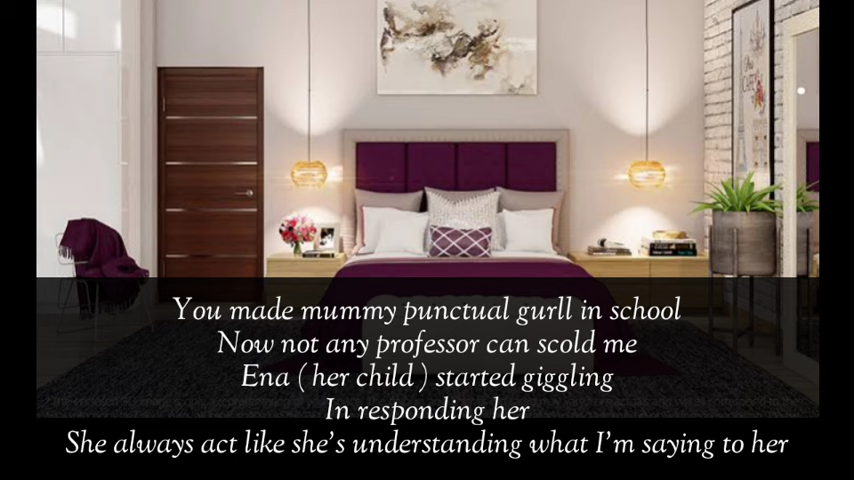 You made mummy punctual gurll in school
Now not any professor can scold me
Ena ( her child ) started giggling
In responding her
She always act like she's understanding what I'm saying to her